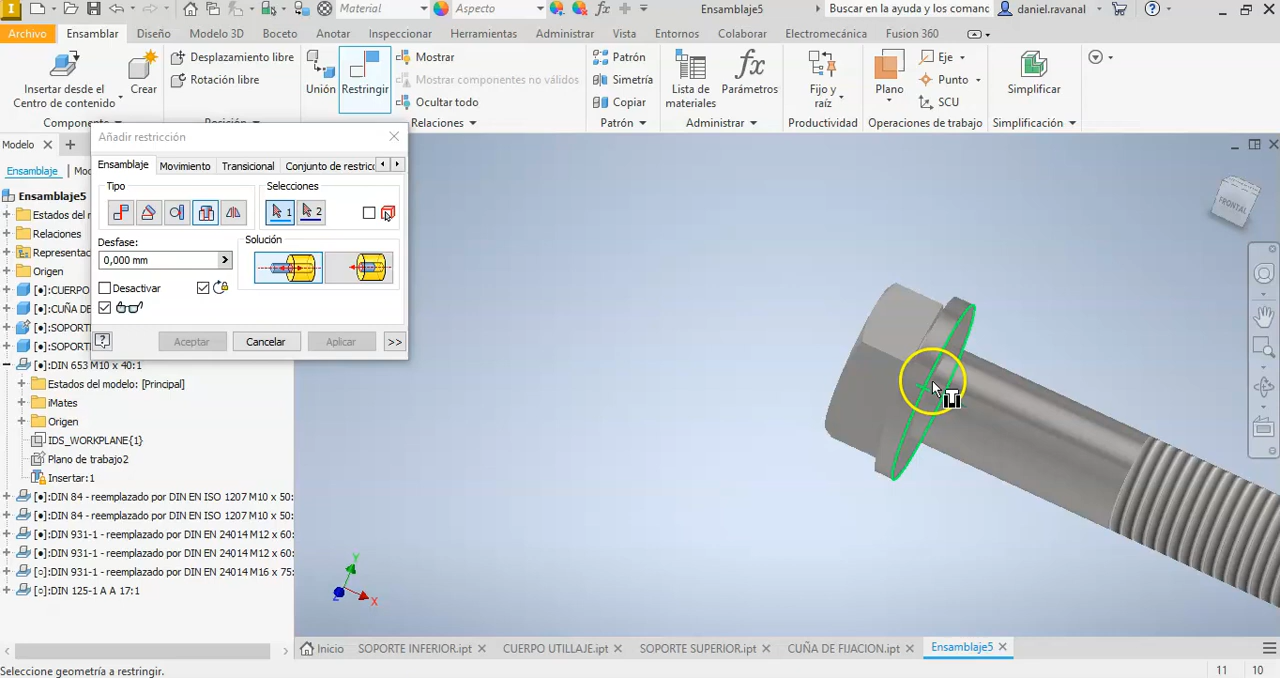 I Material Aspecto fx Ensamblaje5 Buscar en la ayuda y los comanc daniel.ravanal
Archivo Ensamblar Diseño Modelo 3D Boceto Anotar Inspeccionar Herramientas Administrar Vista Entornos Colaborar Electromecánica Fusion 360
Insertar desde el
Centro de contenido
Crear
Componente
Desplazamiento libre
Rotación libre
Posición
Unión
Restringir
Mostrar
Mostrar componentes no válidos
Ocultar todo
Relaciones
Patrón
Simetría
Copiar
Patrón
Lista de
materiales
fx
Parámetros
Administrar
Fijo y
raíz
Productividad
Plano
Eje
Punto
SCU
Operaciones de trabajo
Simplificar
Simplificación
Modelo
Ensamblaje
Ensamblaje5
Estados del
Relaciones
Representac
Origen
[●]:CUERPO
[●]:CUÑA DE
:SOPORT
:SOPORT
[●]:DIN 653 M10 x 40:1
Estados del modelo: [Principal]
iMates
Origen
IDS_WORKPLANE{1}
Plano de trabajo2
Insertar:1
[●]:DIN 84 - reemplazado por DIN EN ISO 1207 M10 x 50:
[●]:DIN 84 - reemplazado por DIN EN ISO 1207 M10 x 50:
[●]:DIN 931-1 - reemplazado por DIN EN 24014 M12 x 60:
[●]:DIN 931-1 - reemplazado por DIN EN 24014 M12 x 60:
[○]:DIN 931-1 - reemplazado por DIN EN 24014 M16 x 75:
[○]:DIN 125-1 A A 17:1
Añadir restricción
Ensamblaje Movimiento Transicional Conjunto de restricc
Tipo
Selecciones
1
2
Desfase:
0,000 mm
Solución
Desactivar
Aceptar Cancelar Aplicar >>
FRONTAL
Y
X
Z
Inicio SOPORTE INFERIOR.ipt CUERPO UTILLAJE.ipt SOPORTE SUPERIOR.ipt CUÑA DE FIJACION.ipt Ensamblaje5
Seleccione geometría a restringir. 11 10